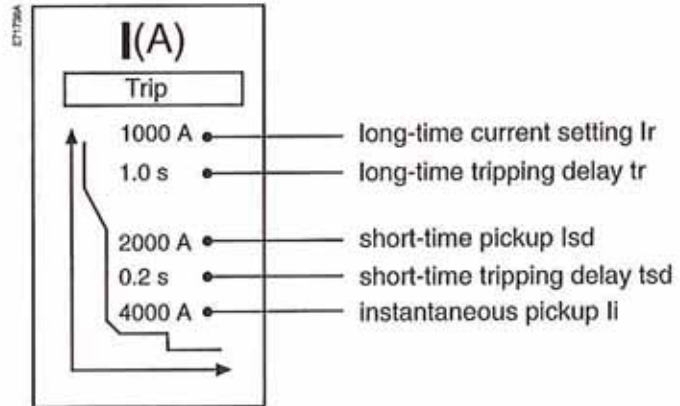 E71798A
I(A)
Trip
1000 A long-time current setting Ir
1.0 s long-time tripping delay tr
2000 A short-time pickup Isd
0.2 s short-time tripping delay tsd
4000 A instantaneous pickup Ii